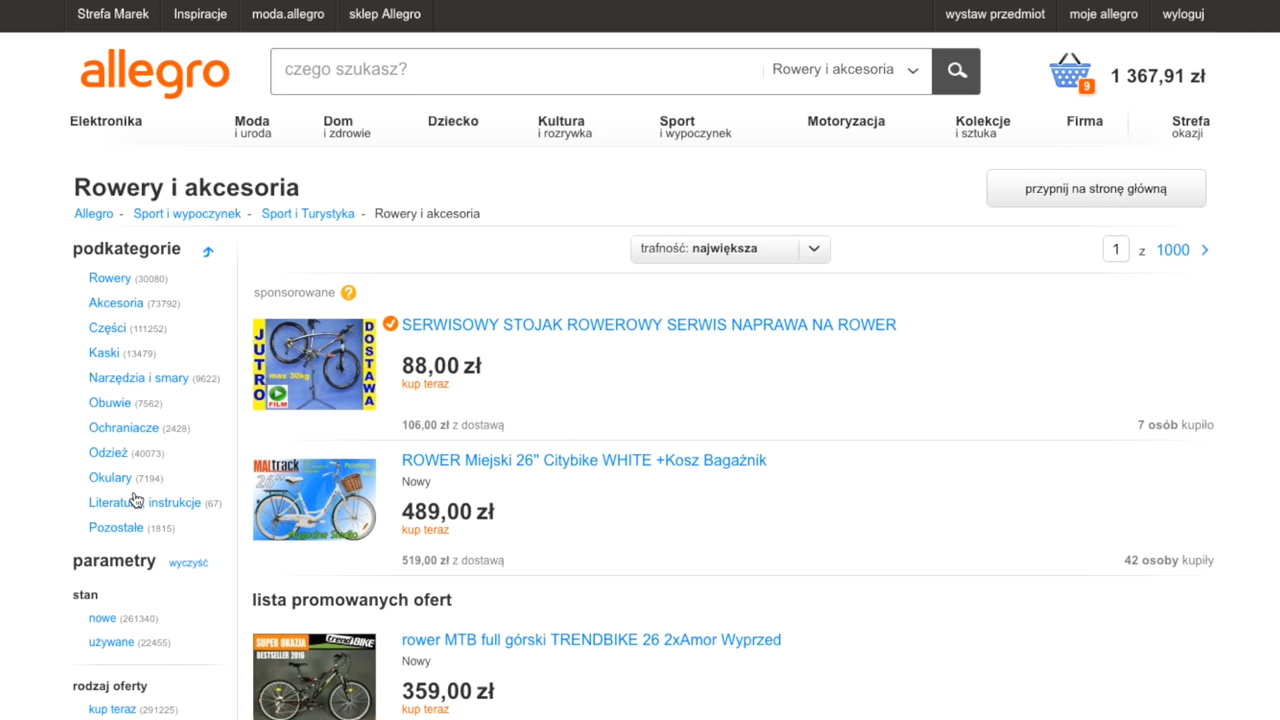 Strefa Marek Inspiracje moda.allegro sklep Allegro wystaw przedmiot moje allegro wyloguj
allegro czego szukasz? Rowery i akcesoria 9 1 367,91 zł
Elektronika Moda i uroda Dom i zdrowie Dziecko Kultura i rozrywka Sport i wypoczynek Motoryzacja Kolekcje i sztuka Firma Strefa okazji
Rowery i akcesoria
przypnij na stronę główną
Allegro - Sport i wypoczynek - Sport i Turystyka - Rowery i akcesoria
podkategorie
Rowery (30080)
Akcesoria (73792)
Części (111252)
Kaski (13479)
Narzędzia i smary (9622)
Obuwie (7562)
Ochraniacze (2428)
Odzież (40073)
Okulary (7194)
instrukcje (67)
Pozostałe (1815)
parametry wyczyść
stan
nowe (261340)
używane (22455)
rodzaj oferty
kup teraz (291225)
trafność: największa
1 z 1000
sponsorowane ?
JUTRO
DOSTAWA
max 30kg
FILM
SERWISOWY STOJAK ROWEROWY SERWIS NAPRAWA NA ROWER
88,00 zł
kup teraz
106,00 zł z dostawą
7 osób kupiło
MALTrack
26"
ROWER Miejski 26" Citybike WHITE +Kosz Bagażnik
Nowy
489,00 zł
kup teraz
519,00 zł z dostawą
42 osoby kupiły
lista promowanych ofert
SUPER OKAZJA
trendBIKE
BESTSELLER 2016
rower MTB full górski TRENDBIKE 26 2xAmor Wyprzed
Nowy
359,00 zł
kup teraz